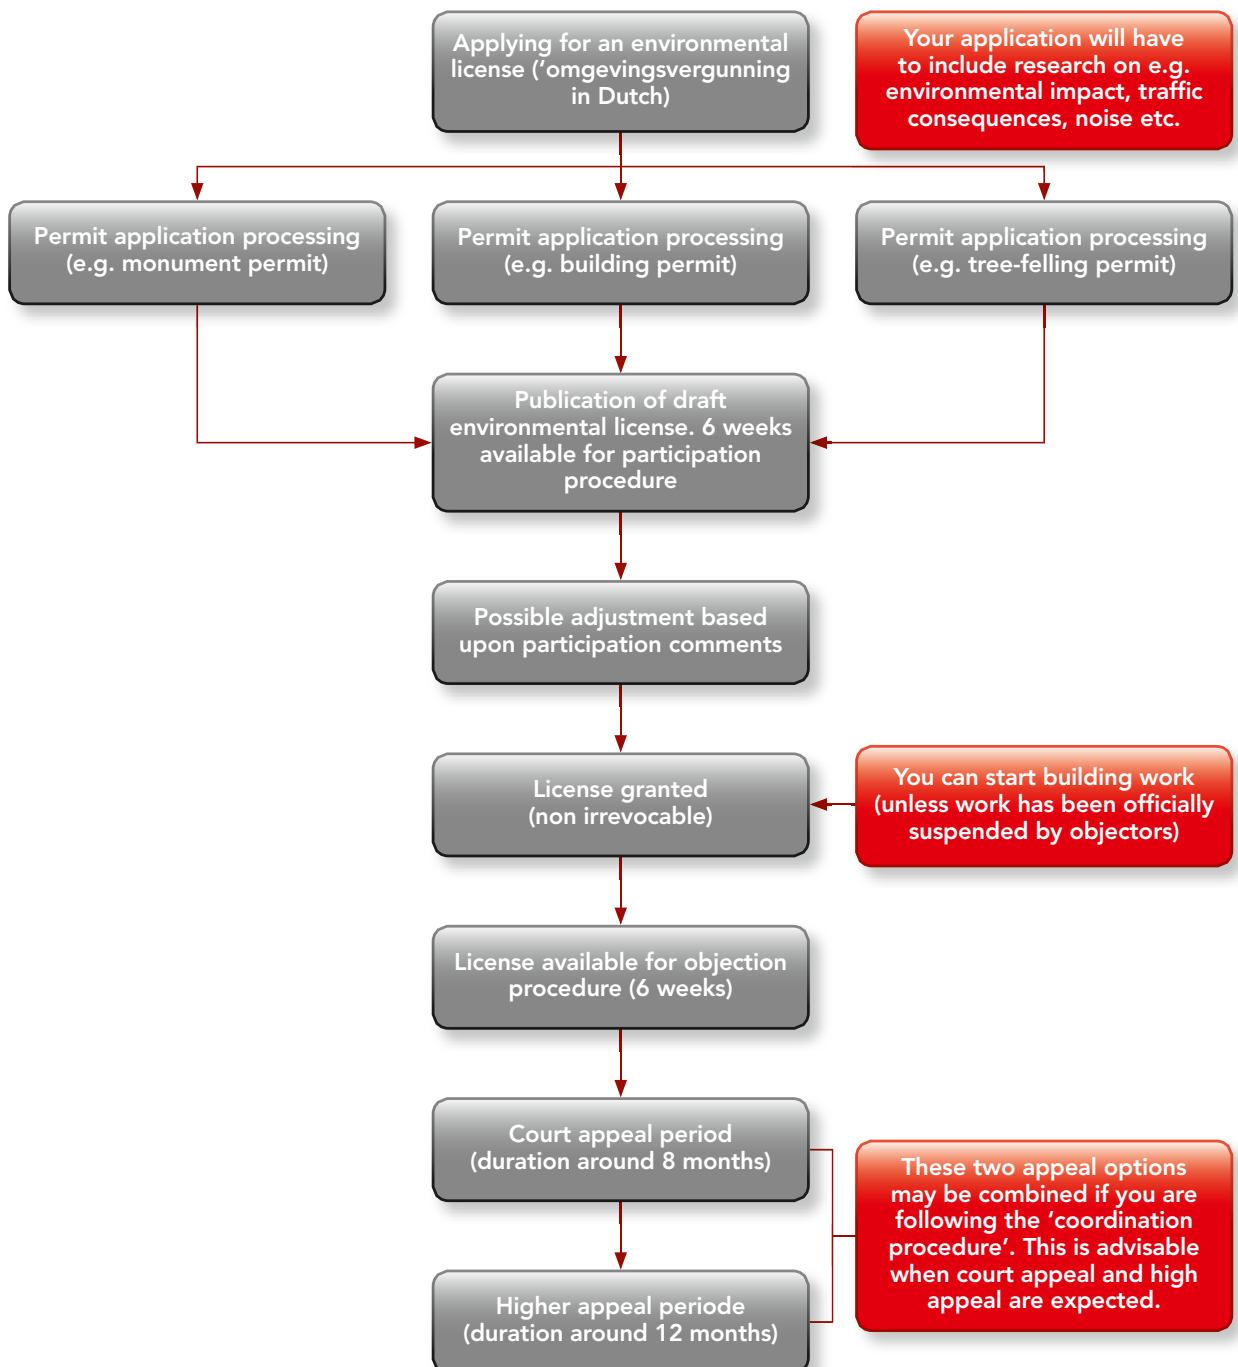 Applying for an environmental
license (‘omgevingsvergunning
in Dutch)
Your application will have
to include research on e.g.
environmental impact, traffic
consequences, noise etc.
Permit application processing
(e.g. monument permit)
Permit application processing
(e.g. building permit)
Permit application processing
(e.g. tree-felling permit)
Publication of draft
environmental license. 6 weeks
available for participation
procedure
Possible adjustment based
upon participation comments
License granted
(non irrevocable)
You can start building work
(unless work has been officially
suspended by objectors)
License available for objection
procedure (6 weeks)
Court appeal period
(duration around 8 months)
These two appeal options
may be combined if you are
following the ‘coordination
procedure’. This is advisable
when court appeal and high
appeal are expected.
Higher appeal periode
(duration around 12 months)